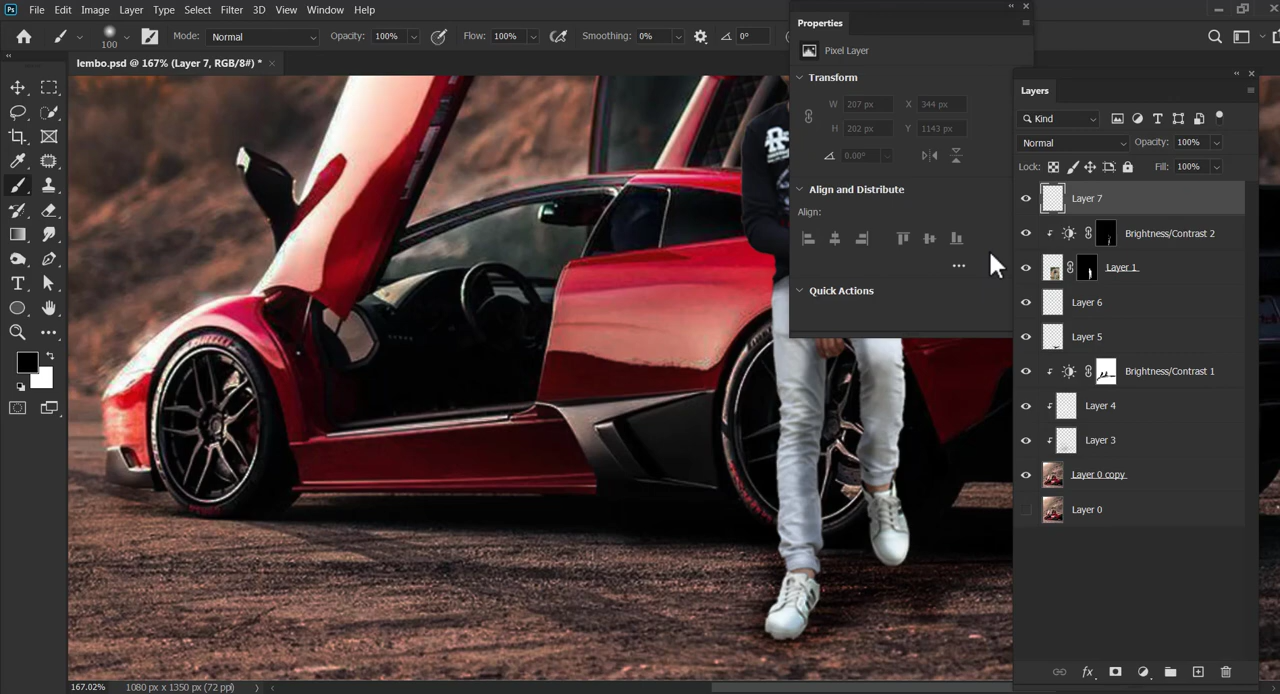 Ps File Edit Image Layer Type Select Filter 3D View Window Help
100 Mode: Normal Opacity: 100% Flow: 100% Smoothing: 0% 0°
lembo.psd @ 167% (Layer 7, RGB/8#) *
Properties
Pixel Layer
Transform
W 207 px X 344 px
H 202 px Y 1143 px
0.00°
Align and Distribute
Align:
Quick Actions
Layers
Kind
Normal Opacity: 100%
Lock: Fill: 100%
Layer 7
Brightness/Contrast 2
Layer 1
Layer 6
Layer 5
Brightness/Contrast 1
Layer 4
Layer 3
Layer 0 copy
Layer 0
fx
167.02% 1080 px x 1350 px (72 ppi)